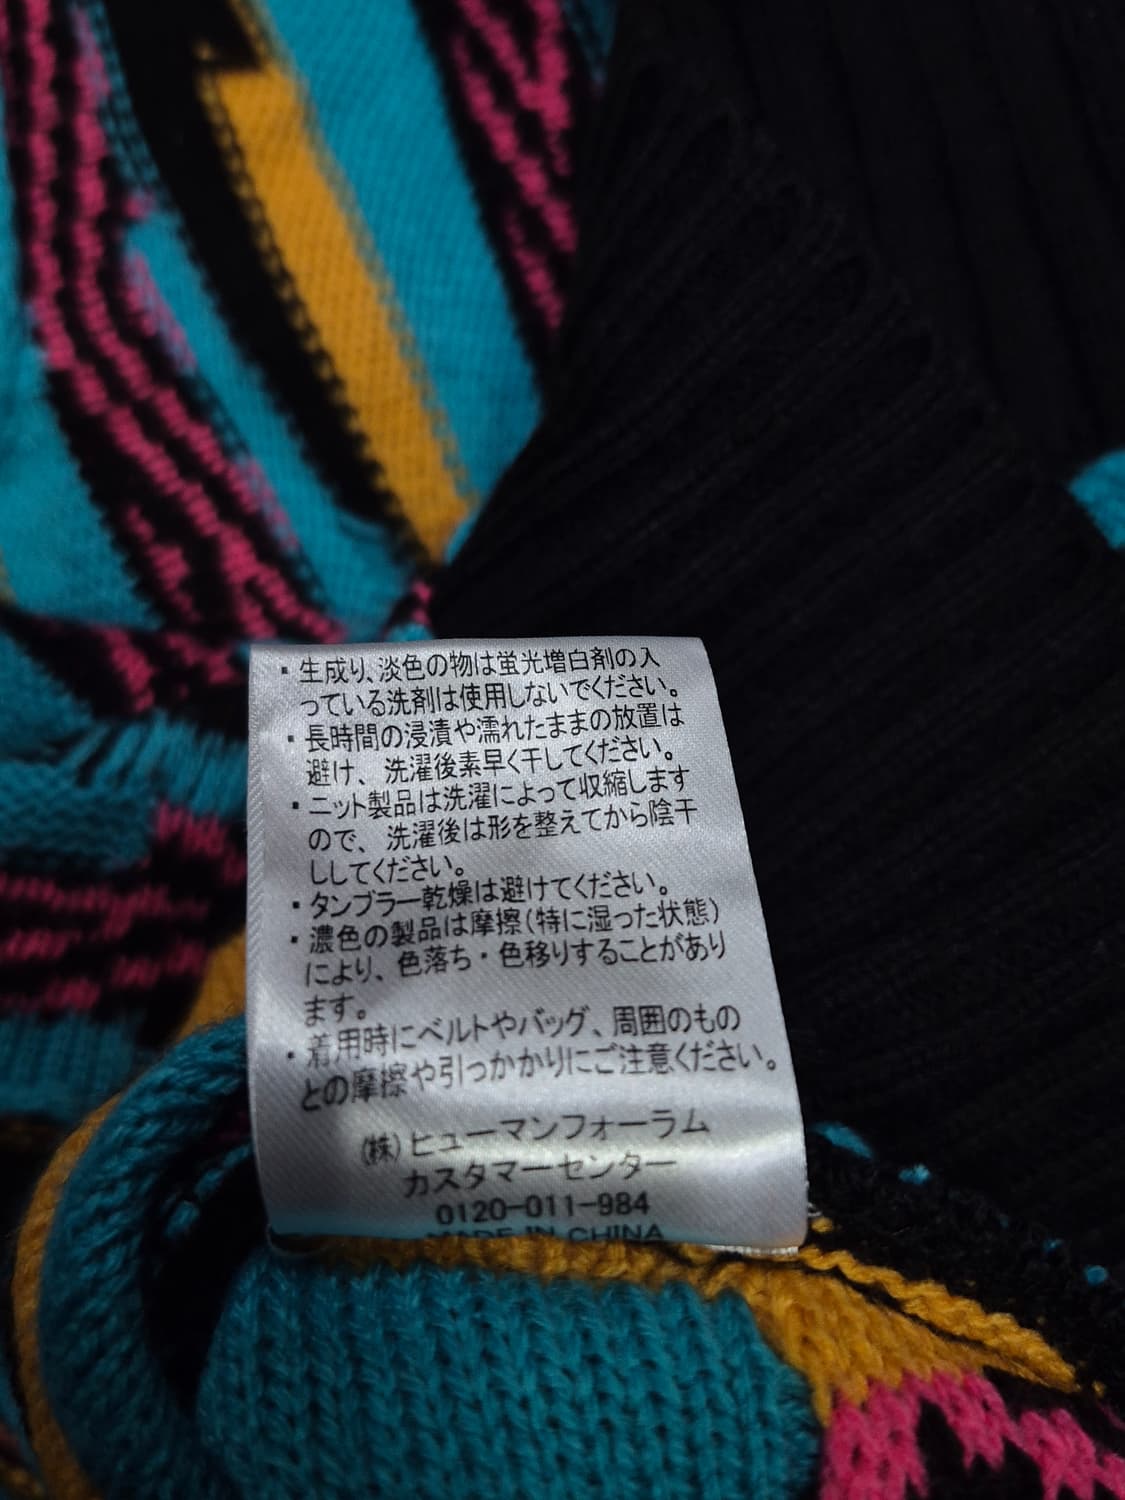 ・生成り、淡色の物は蛍光増白剤の入
っている洗剤は使用しないでください。
・長時間の浸漬や濡れたままの放置は
避け、洗濯後素早く干してください。
・ニット製品は洗濯によって収縮します
ので、洗濯後は形を整えてから陰干
ししてください。
・タンブラー乾燥は避けてください。
・濃色の製品は摩擦(特に湿った状態)
により、色落ち・色移りすることがあり
ます。
・着用時にベルトやバッグ、周囲のもの
との摩擦や引っかかりにご注意ください。
(株)ヒューマンフォーラム
カスタマーセンター
0120-011-984
MADE IN CHINA